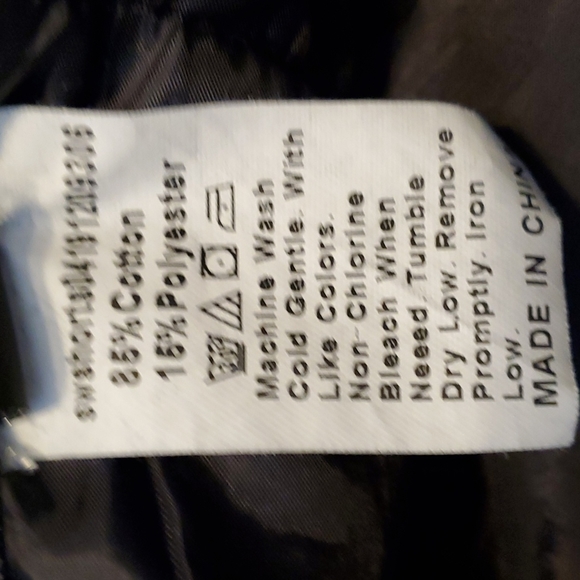 85%Cotton
15%Polyester
Machine Wash
Cold Gentle. With
Like Colors.
Non-Chlorine
Bleach When
Neeed. Tumble
Dry Low. Remove
Promptly. Iron
Low.
MADE IN CHIN